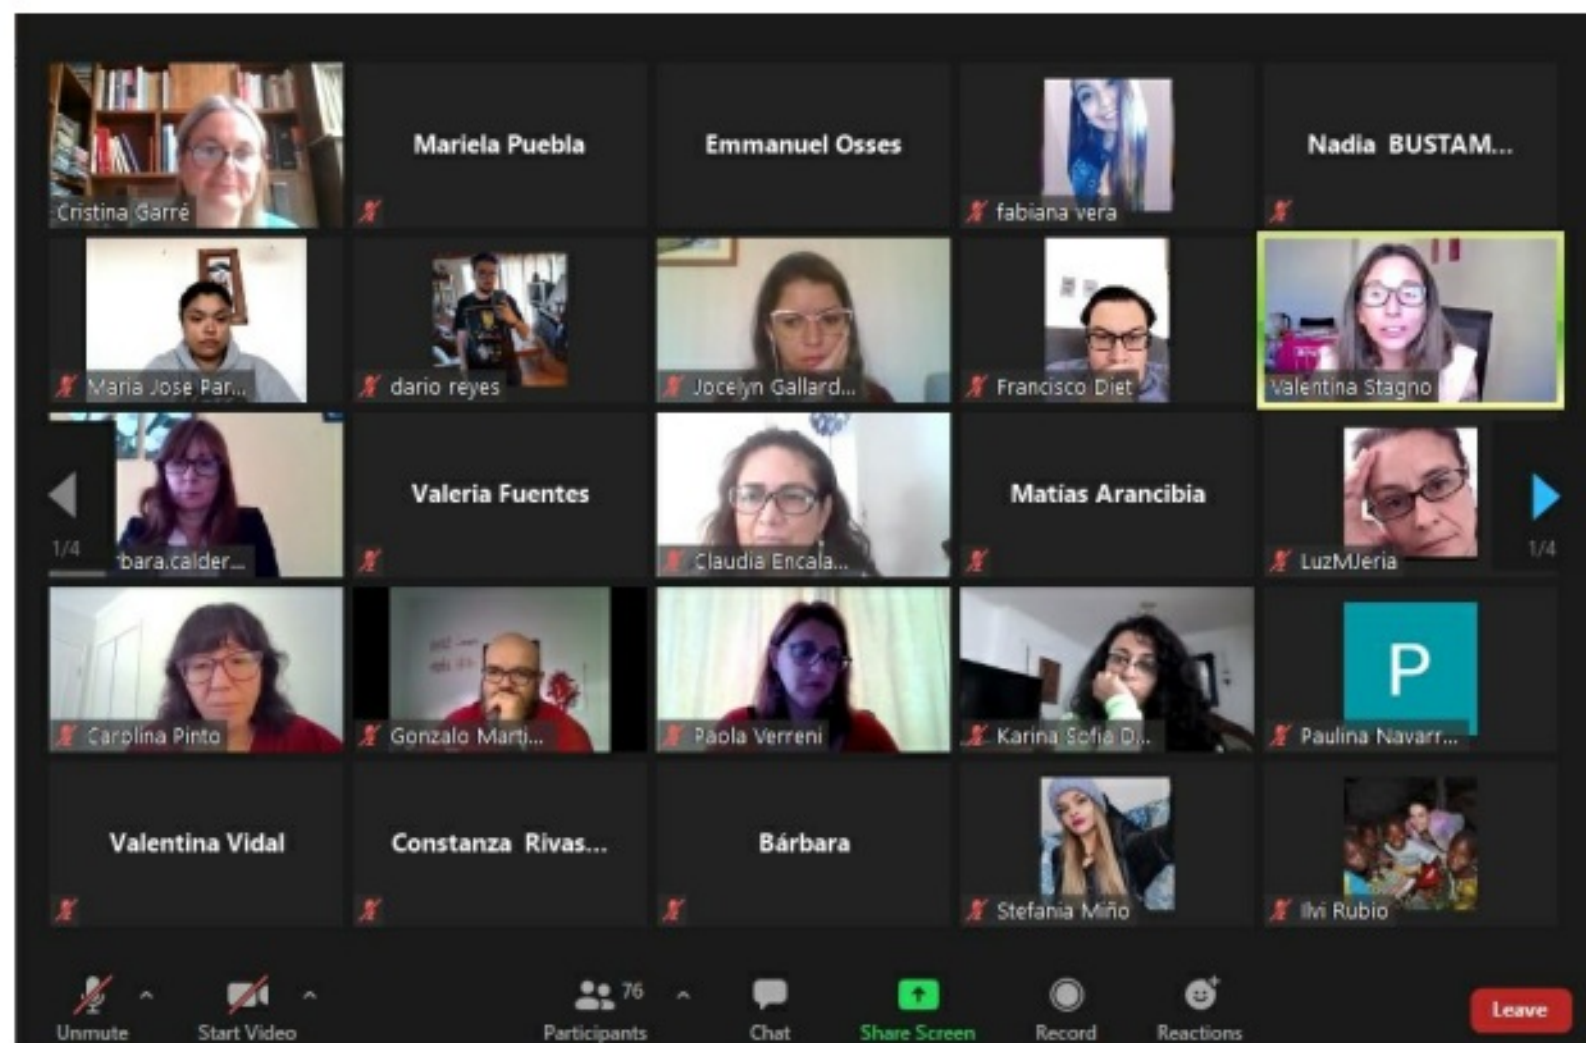 Cristina Garré
Mariela Puebla
Emmanuel Osses
fabiana vera
Nadia BUSTAM...
Maria Jose Par...
dario reyes
Jocelyn Gallard...
Francisco Diet
Valentina Stagno
1/4
bara.calder...
Valeria Fuentes
Claudia Encala...
Matías Arancibia
LuzMJeria
1/4
Carolina Pinto
Gonzalo Marti...
Paola Verreni
Karina Sofia D...
P
Paulina Navarr...
Valentina Vidal
Constanza Rivas...
Bárbara
Stefania Miño
Ilvi Rubio
Unmute
Start Video
76
Participants
Chat
Share Screen
Record
Reactions
Leave